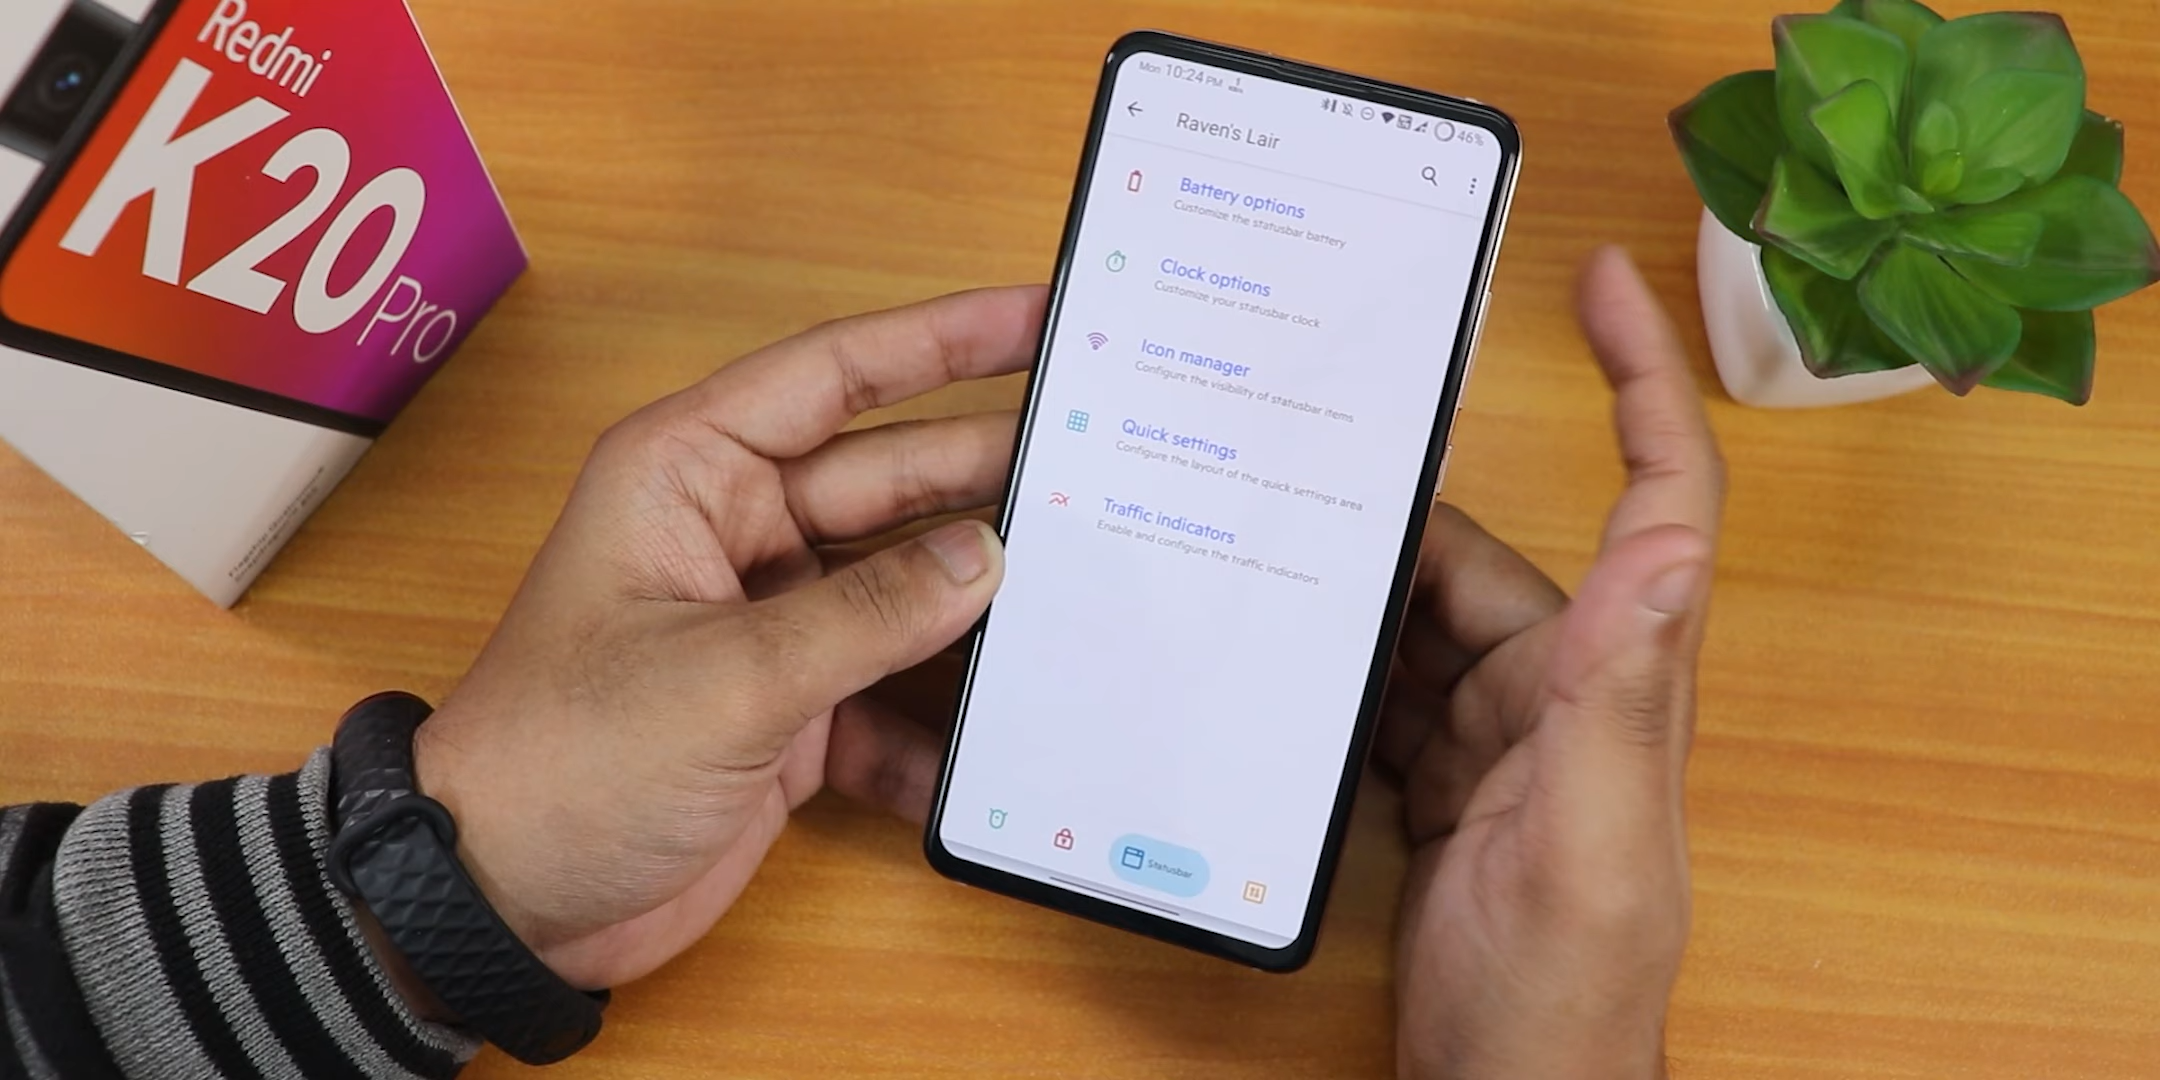 Redmi
K20 Pro
Mon 10:24 PM
46%
Raven's Lair
Battery options
Customize the statusbar battery
Clock options
Customize your statusbar clock
Icon manager
Configure the visibility of statusbar items
Quick settings
Configure the layout of the quick settings area
Traffic indicators
Enable and configure the traffic indicators
Statusbar